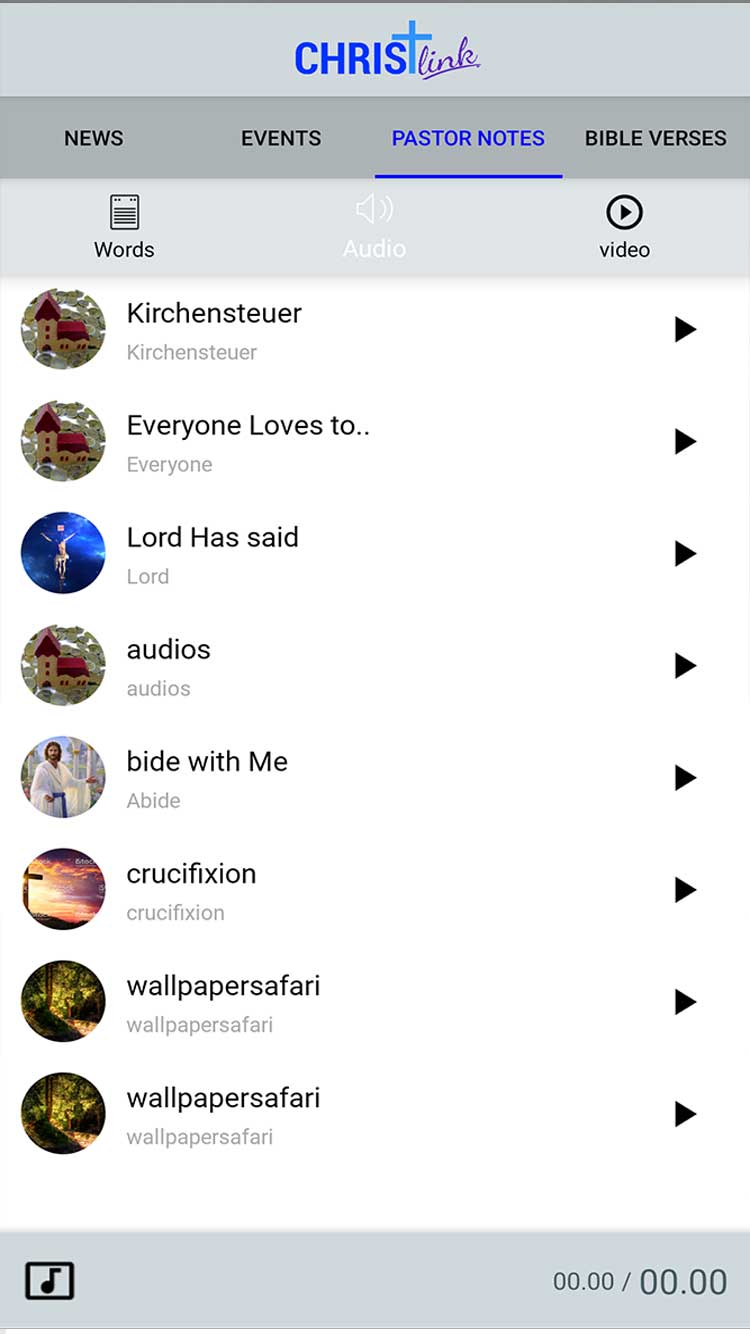 CHRISTlink
NEWS EVENTS PASTOR NOTES BIBLE VERSES
Words Audio video
Kirchensteuer
Kirchensteuer
Everyone Loves to..
Everyone
Lord Has said
Lord
audios
audios
bide with Me
Abide
crucifixion
crucifixion
wallpapersafari
wallpapersafari
wallpapersafari
wallpapersafari
00.00 / 00.00